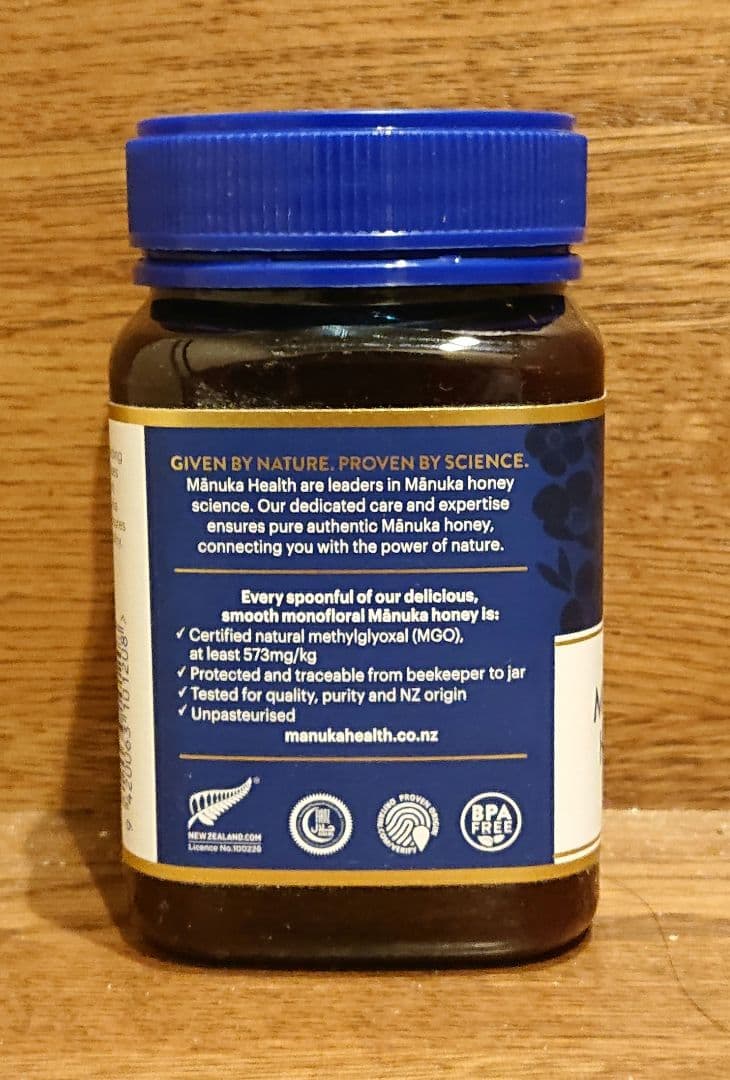 GIVEN BY NATURE. PROVEN BY SCIENCE.
Mānuka Health are leaders in Mānuka honey
science. Our dedicated care and expertise
ensures pure authentic Mānuka honey,
connecting you with the power of nature.
Every spoonful of our delicious,
smooth monofloral Mānuka honey is:
✓ Certified natural methylglyoxal (MGO),
at least 573mg/kg
✓ Protected and traceable from beekeeper to jar
✓ Tested for quality, purity and NZ origin
✓ Unpasteurised
manukahealth.co.nz
NEWZEALAND.COM
Licence No.100226
PROVEN
BPA
FREE